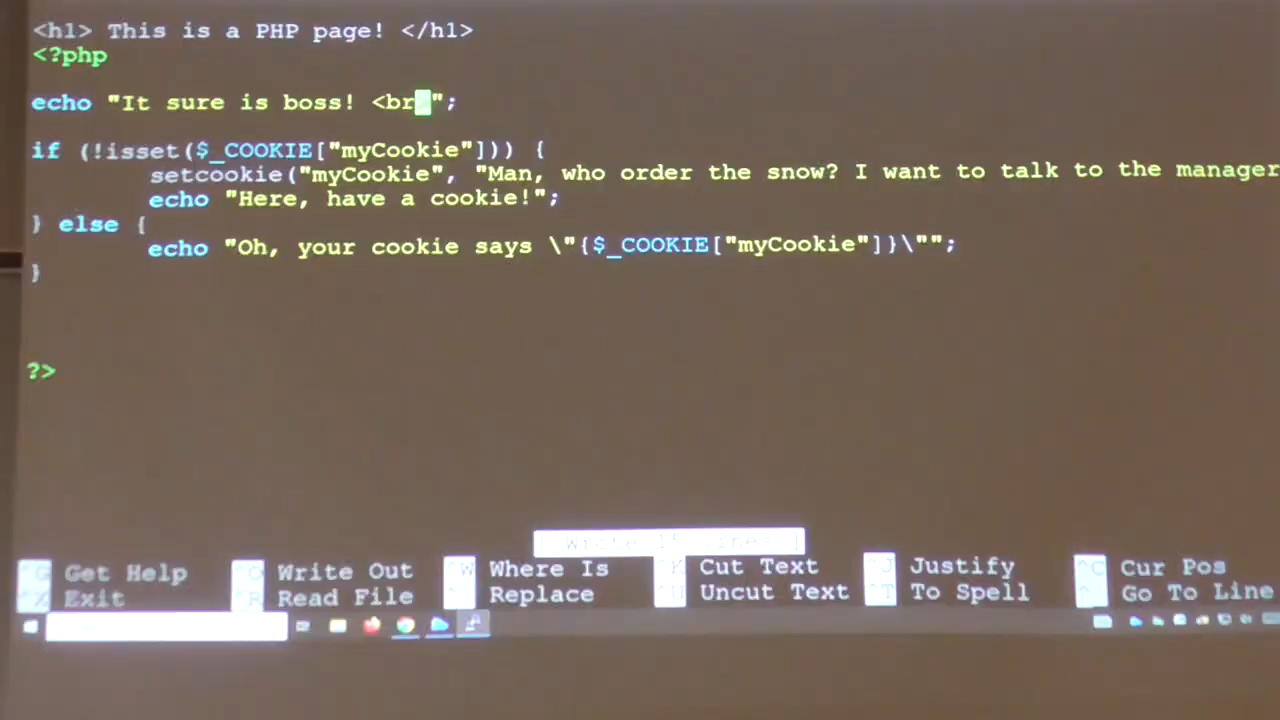 <h1> This is a PHP page! </h1>
<?php
echo "It sure is boss! <br>";
if (!isset($_COOKIE["myCookie"])) {
setcookie("myCookie", "Man, who order the snow? I want to talk to the manager
echo "Here, have a cookie!";
} else {
echo "Oh, your cookie says \"{$_COOKIE["myCookie"]}\"";
}
?>
[ Wrote 15 lines ]
^G Get Help ^O Write Out ^W Where Is ^K Cut Text ^J Justify ^C Cur Pos
^X Exit ^R Read File Replace ^U Uncut Text ^T To Spell Go To Line